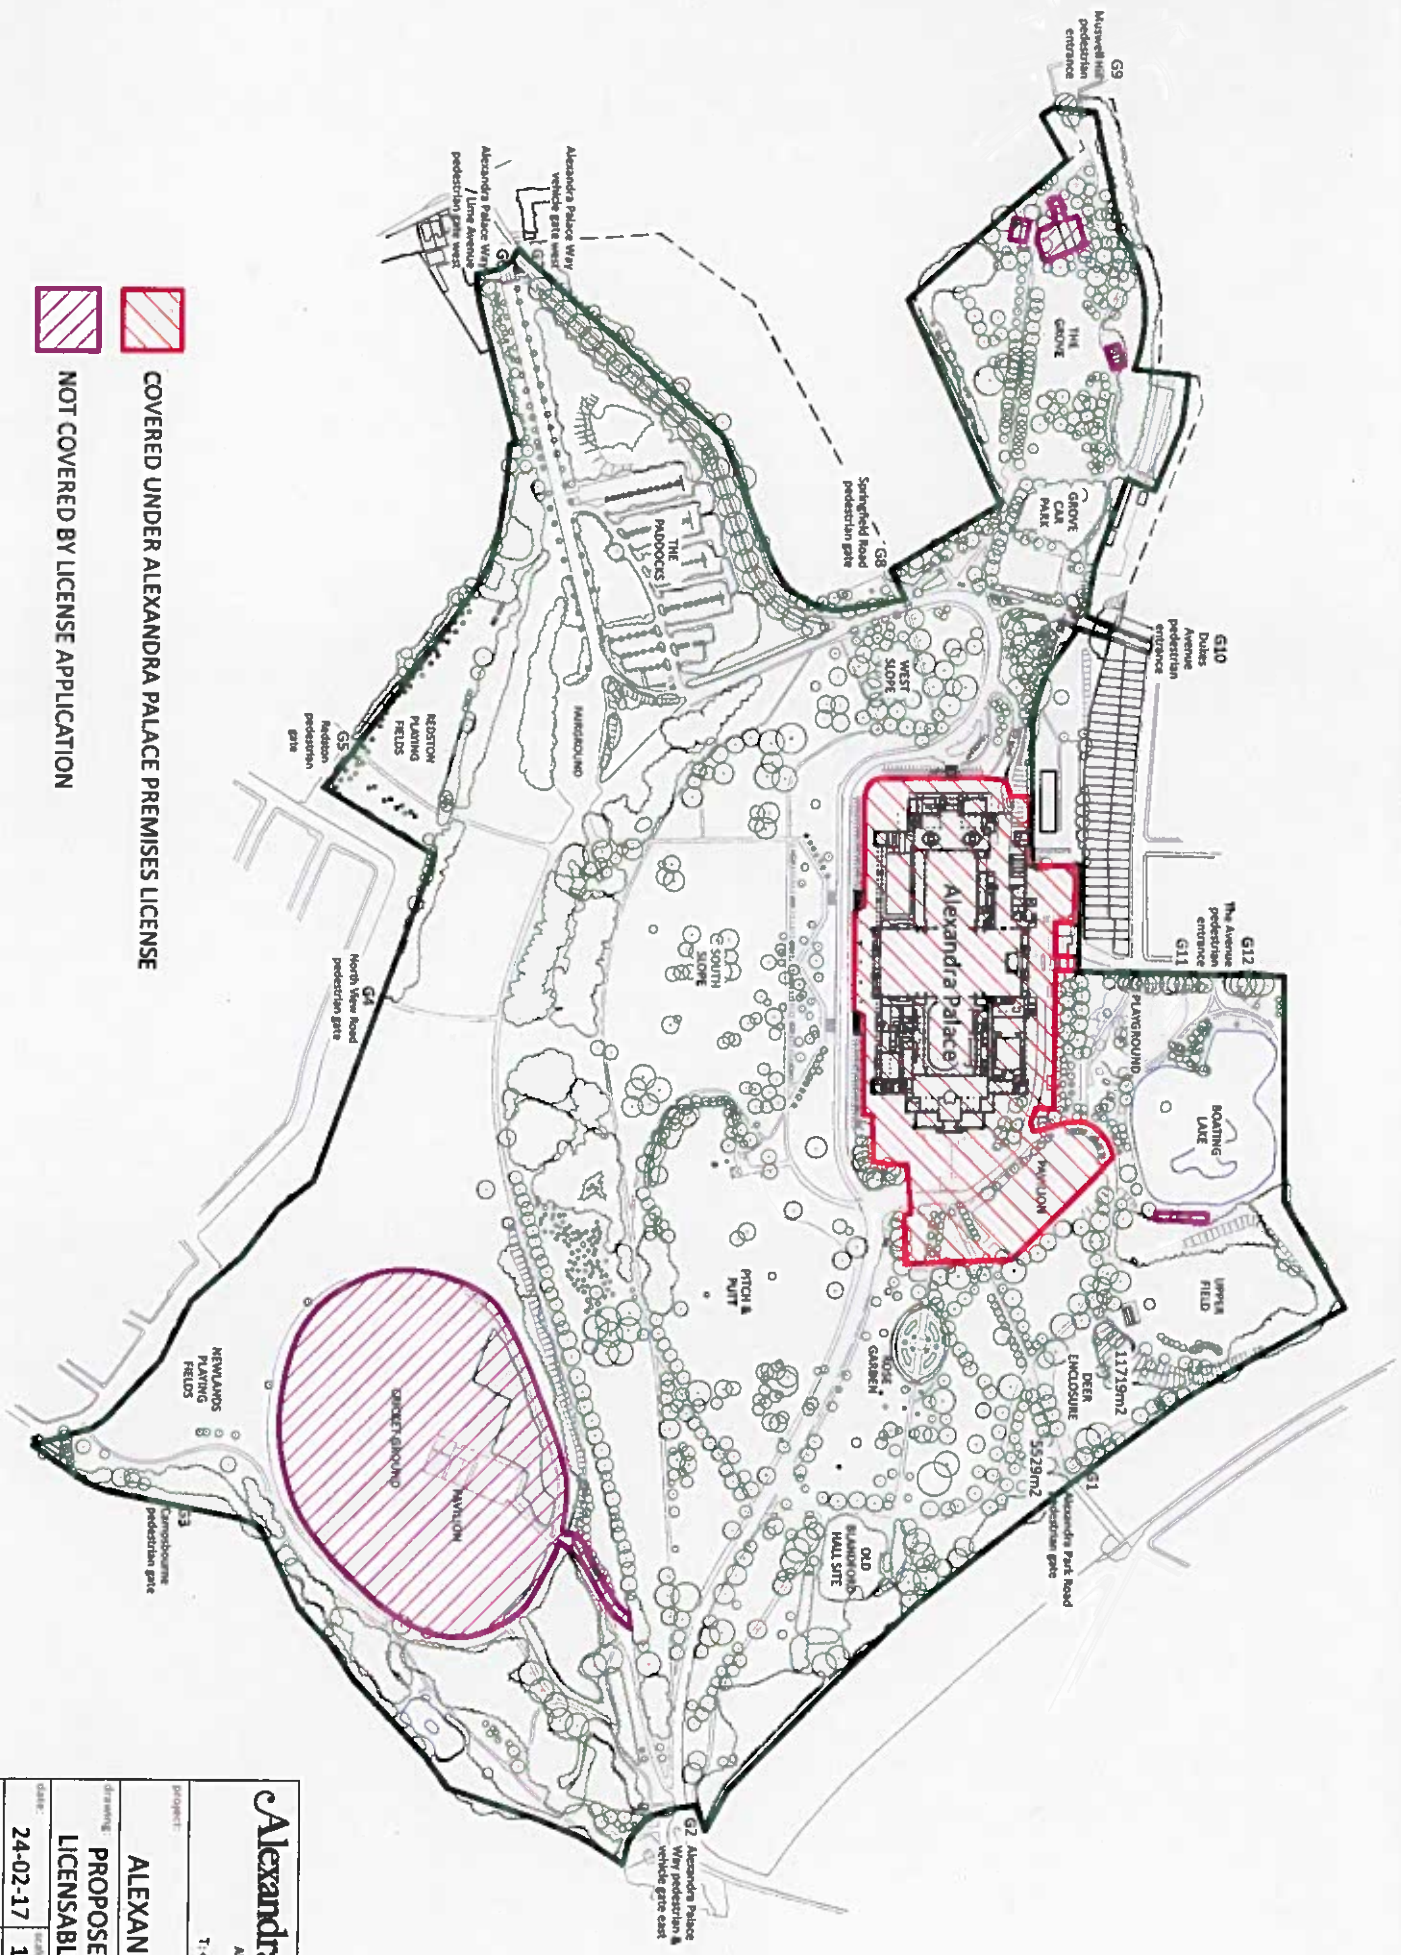 G9
Muswell Hill
pedestrian
entrance
THE
GROVE
GROVE
CAR
PARK
G10
Dukes
Avenue
pedestrian
entrance
G8
Springfield Road
pedestrian gate
WEST
SLOPE
Alexandra Palace Way
vehicle gate west
Alexandra Palace Way
/ Lime Avenue
pedestrian gate west
THE
PADDOCKS
FAIRGROUND
REDSTON
PLAYING
FIELDS
G5
Redston
pedestrian
gate
G4
North View Road
pedestrian gate
SOUTH
SLOPE
Alexandra Palace
PAVILION
G12
The Avenue
pedestrian
entrance
G11
PLAYGROUND
BOATING
LAKE
UPPER
FIELD
11719m2
DEER
ENCLOSURE
5529m2
G1
Alexandra Park Road
pedestrian gate
ROSE
GARDEN
PITCH &
PUTT
OLD
BLANDFORD
HALL SITE
CRICKET GROUND
PAVILION
NEWLANDS
PLAYING
FIELDS
G3
Campsbourne
pedestrian gate
G2 Alexandra Palace
Way pedestrian &
vehicle gate east
COVERED UNDER ALEXANDRA PALACE PREMISES LICENSE
NOT COVERED BY LICENSE APPLICATION
Alexandr
project:
ALEXAN
drawing:
PROPOSE
LICENSABL
date:
24-02-17